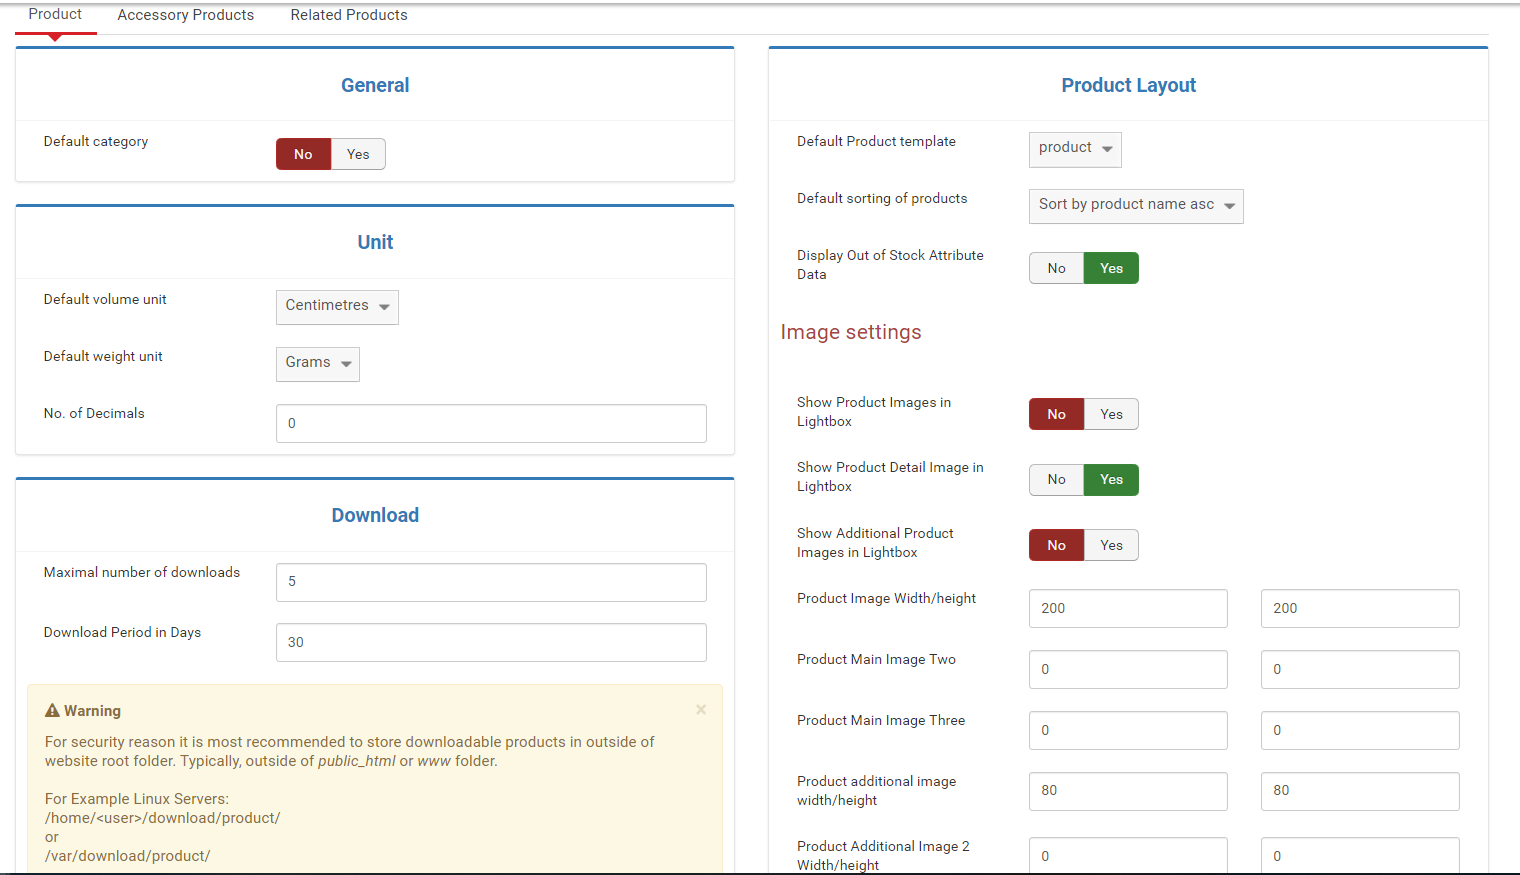 Product
Accessory Products
Related Products
General
Default category
No
Yes
Unit
Default volume unit
Centimetres
Default weight unit
Grams
No. of Decimals
0
Download
Maximal number of downloads
5
Download Period in Days
30
Warning
×
For security reason it is most recommended to store downloadable products in outside of
website root folder. Typically, outside of public_html or www folder.
For Example Linux Servers:
/home/<user>/download/product/
or
/var/download/product/
Product Layout
Default Product template
product
Default sorting of products
Sort by product name asc
Display Out of Stock Attribute
Data
No
Yes
Image settings
Show Product Images in
Lightbox
No
Yes
Show Product Detail Image in
Lightbox
No
Yes
Show Additional Product
Images in Lightbox
No
Yes
Product Image Width/height
200
200
Product Main Image Two
0
0
Product Main Image Three
0
0
Product additional image
width/height
80
80
Product Additional Image 2
Width/height
0
0